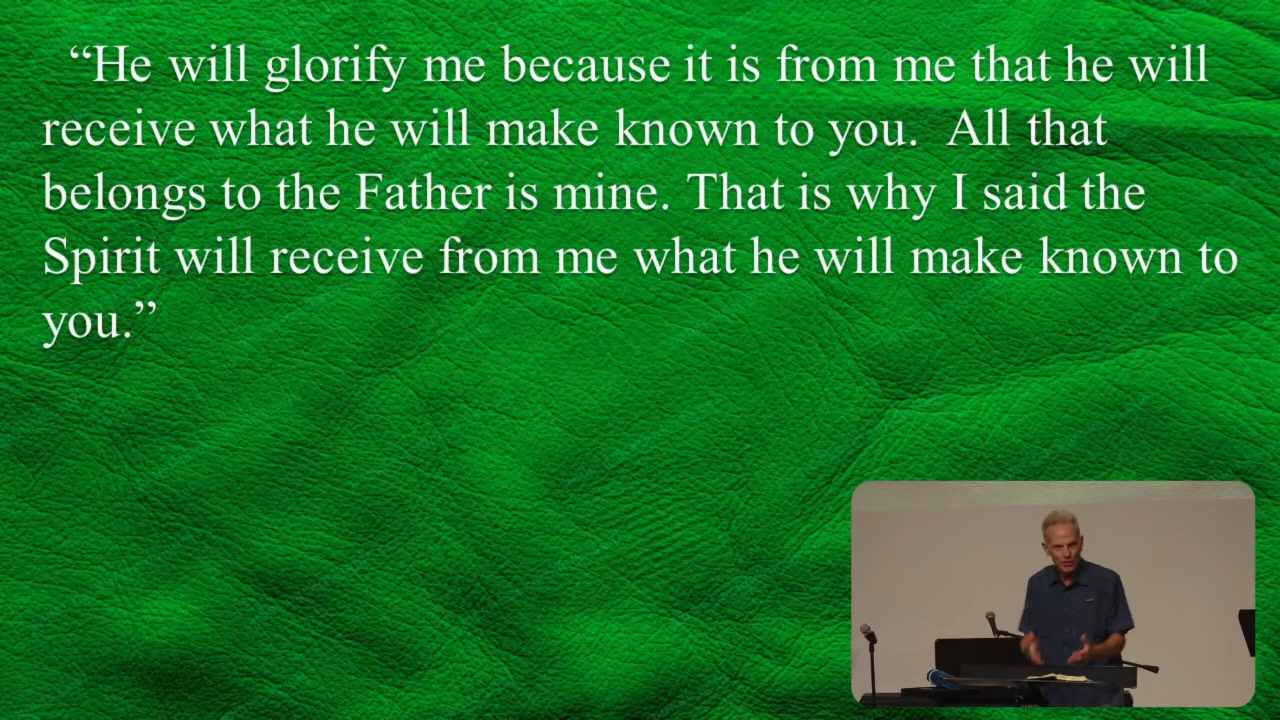 “He will glorify me because it is from me that he will
receive what he will make known to you.  All that
belongs to the Father is mine. That is why I said the
Spirit will receive from me what he will make known to
you.”